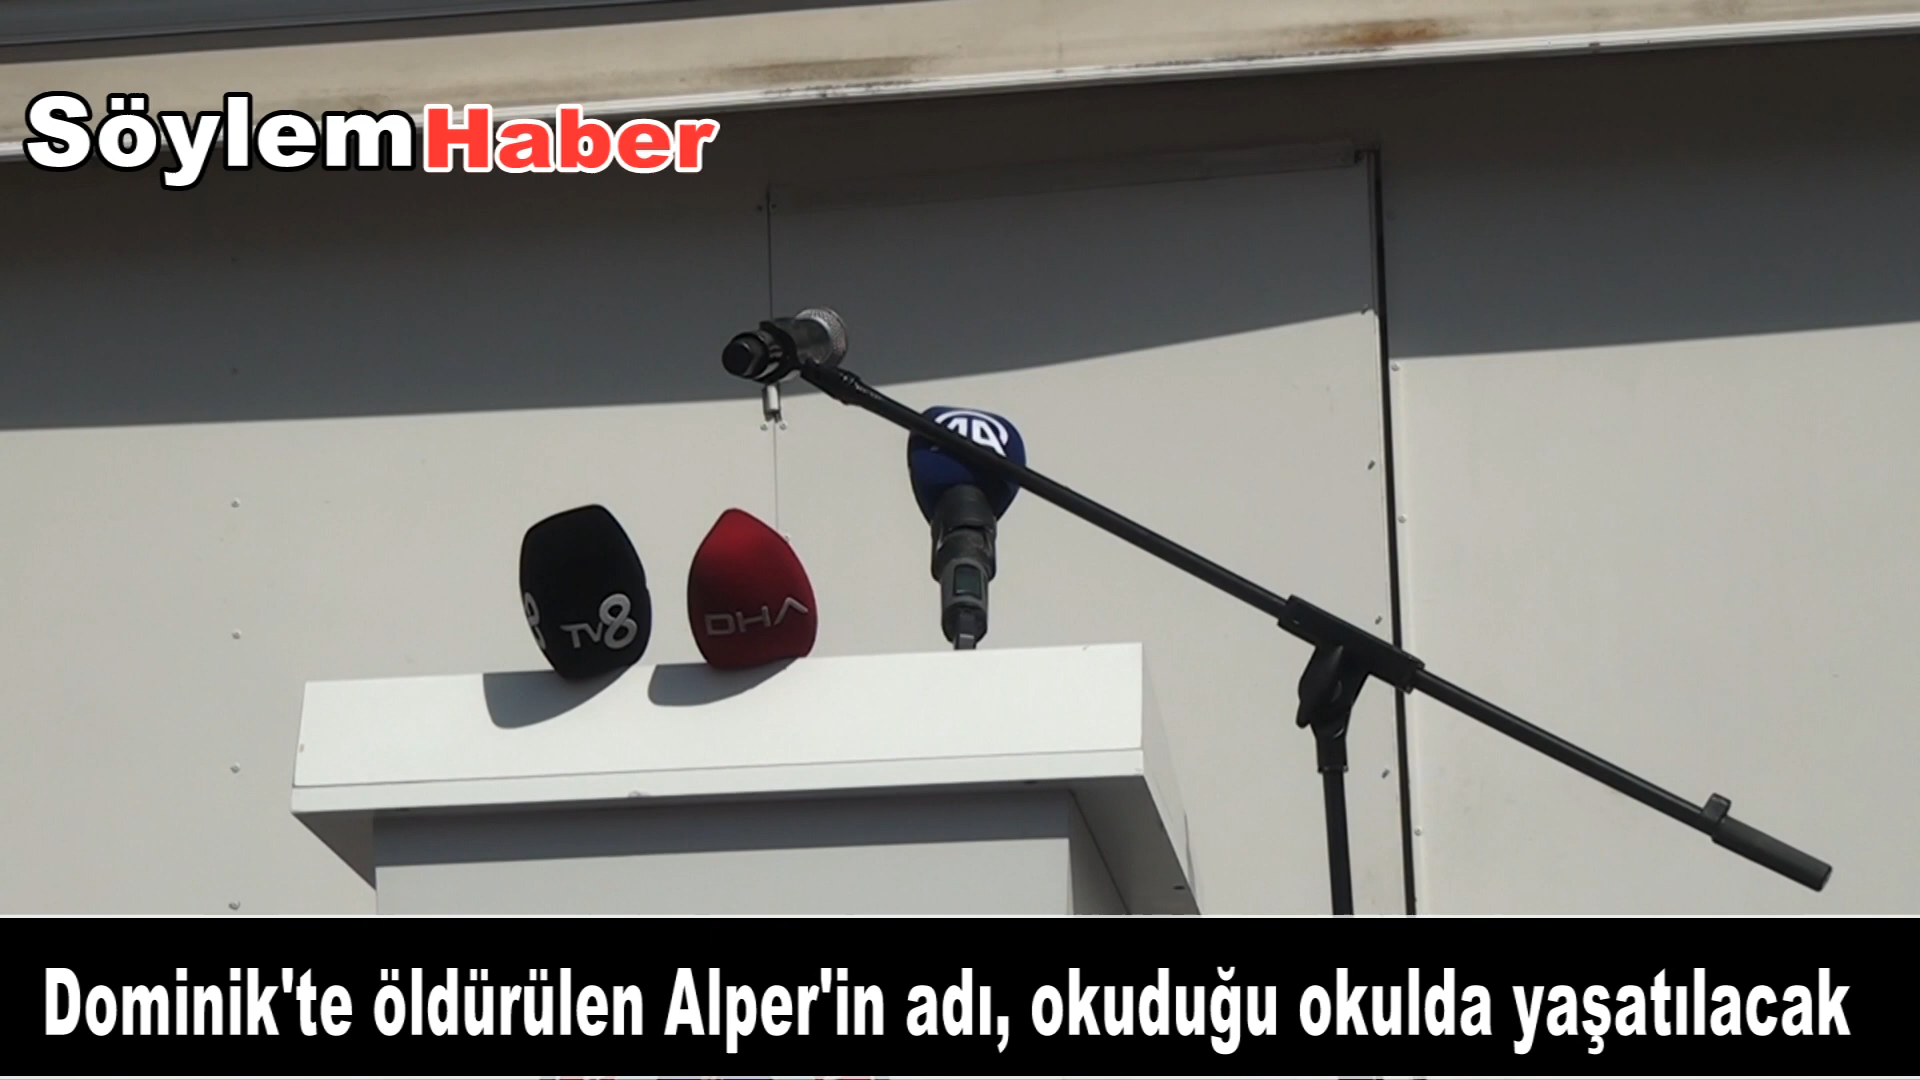 SöylemHaber
AA
TV8
DHA
Dominik'te öldürülen Alper'in adı, okuduğu okulda yaşatılacak